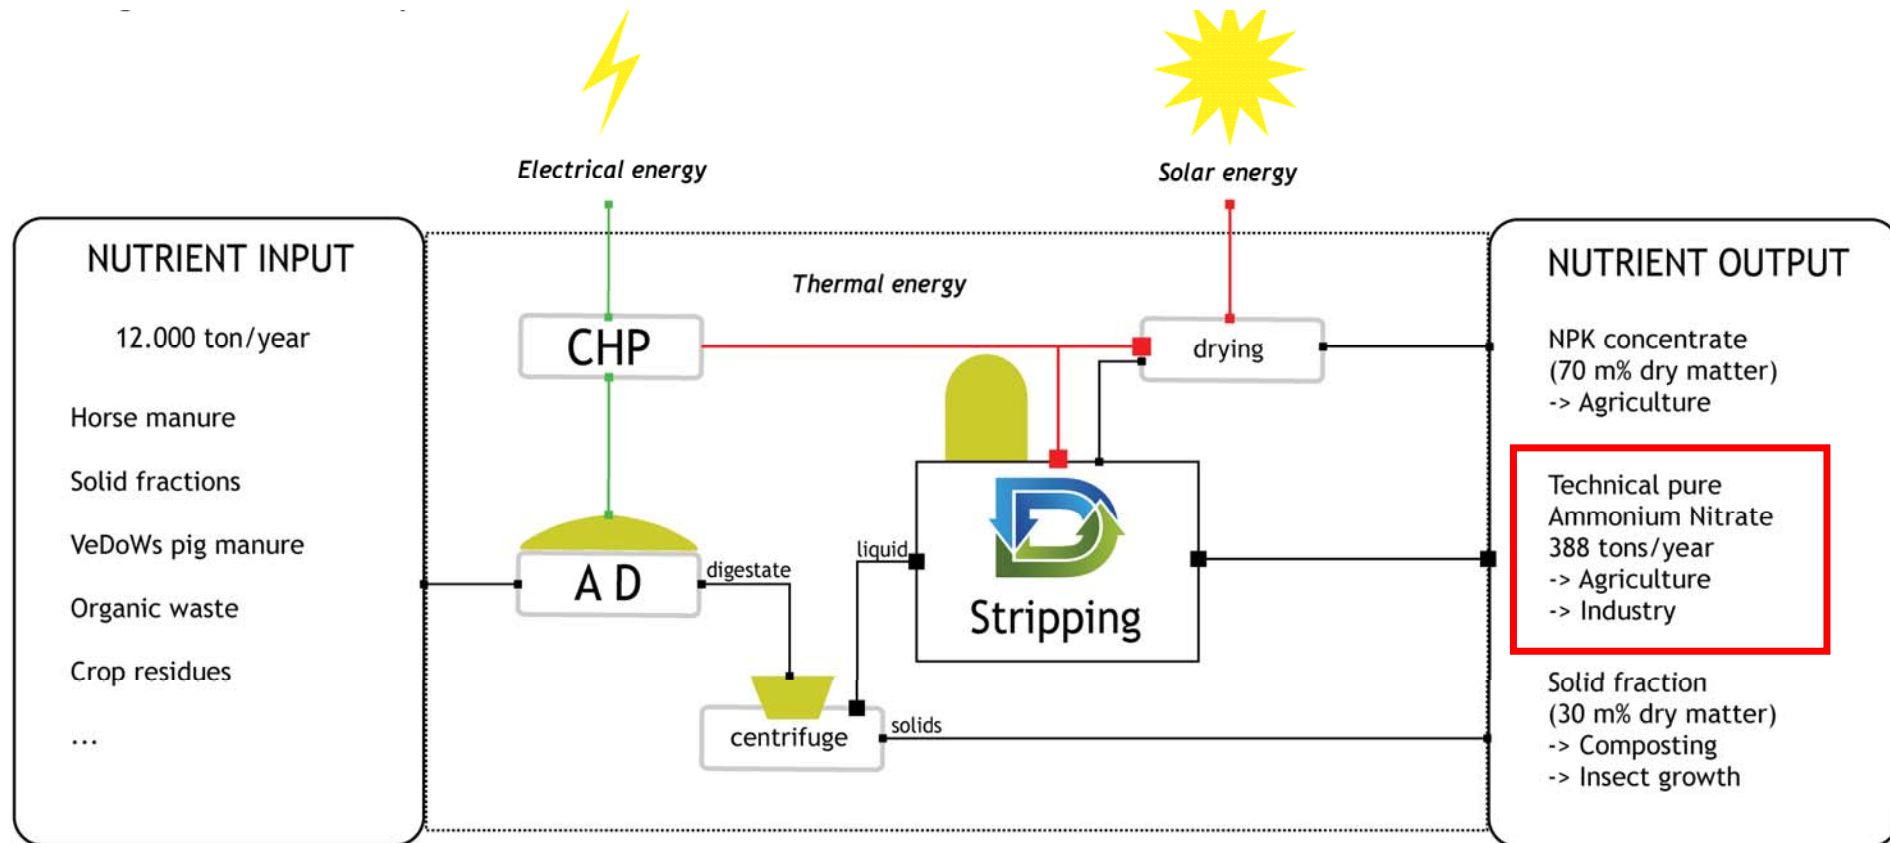 Electrical energy
Solar energy
NUTRIENT INPUT
12.000 ton/year
Horse manure
Solid fractions
VeDoWs pig manure
Organic waste
Crop residues
...
Thermal energy
CHP
drying
A D
digestate
liquid
Stripping
centrifuge
solids
NUTRIENT OUTPUT
NPK concentrate
(70 m% dry matter)
-> Agriculture
Technical pure
Ammonium Nitrate
388 tons/year
-> Agriculture
-> Industry
Solid fraction
(30 m% dry matter)
-> Composting
-> Insect growth